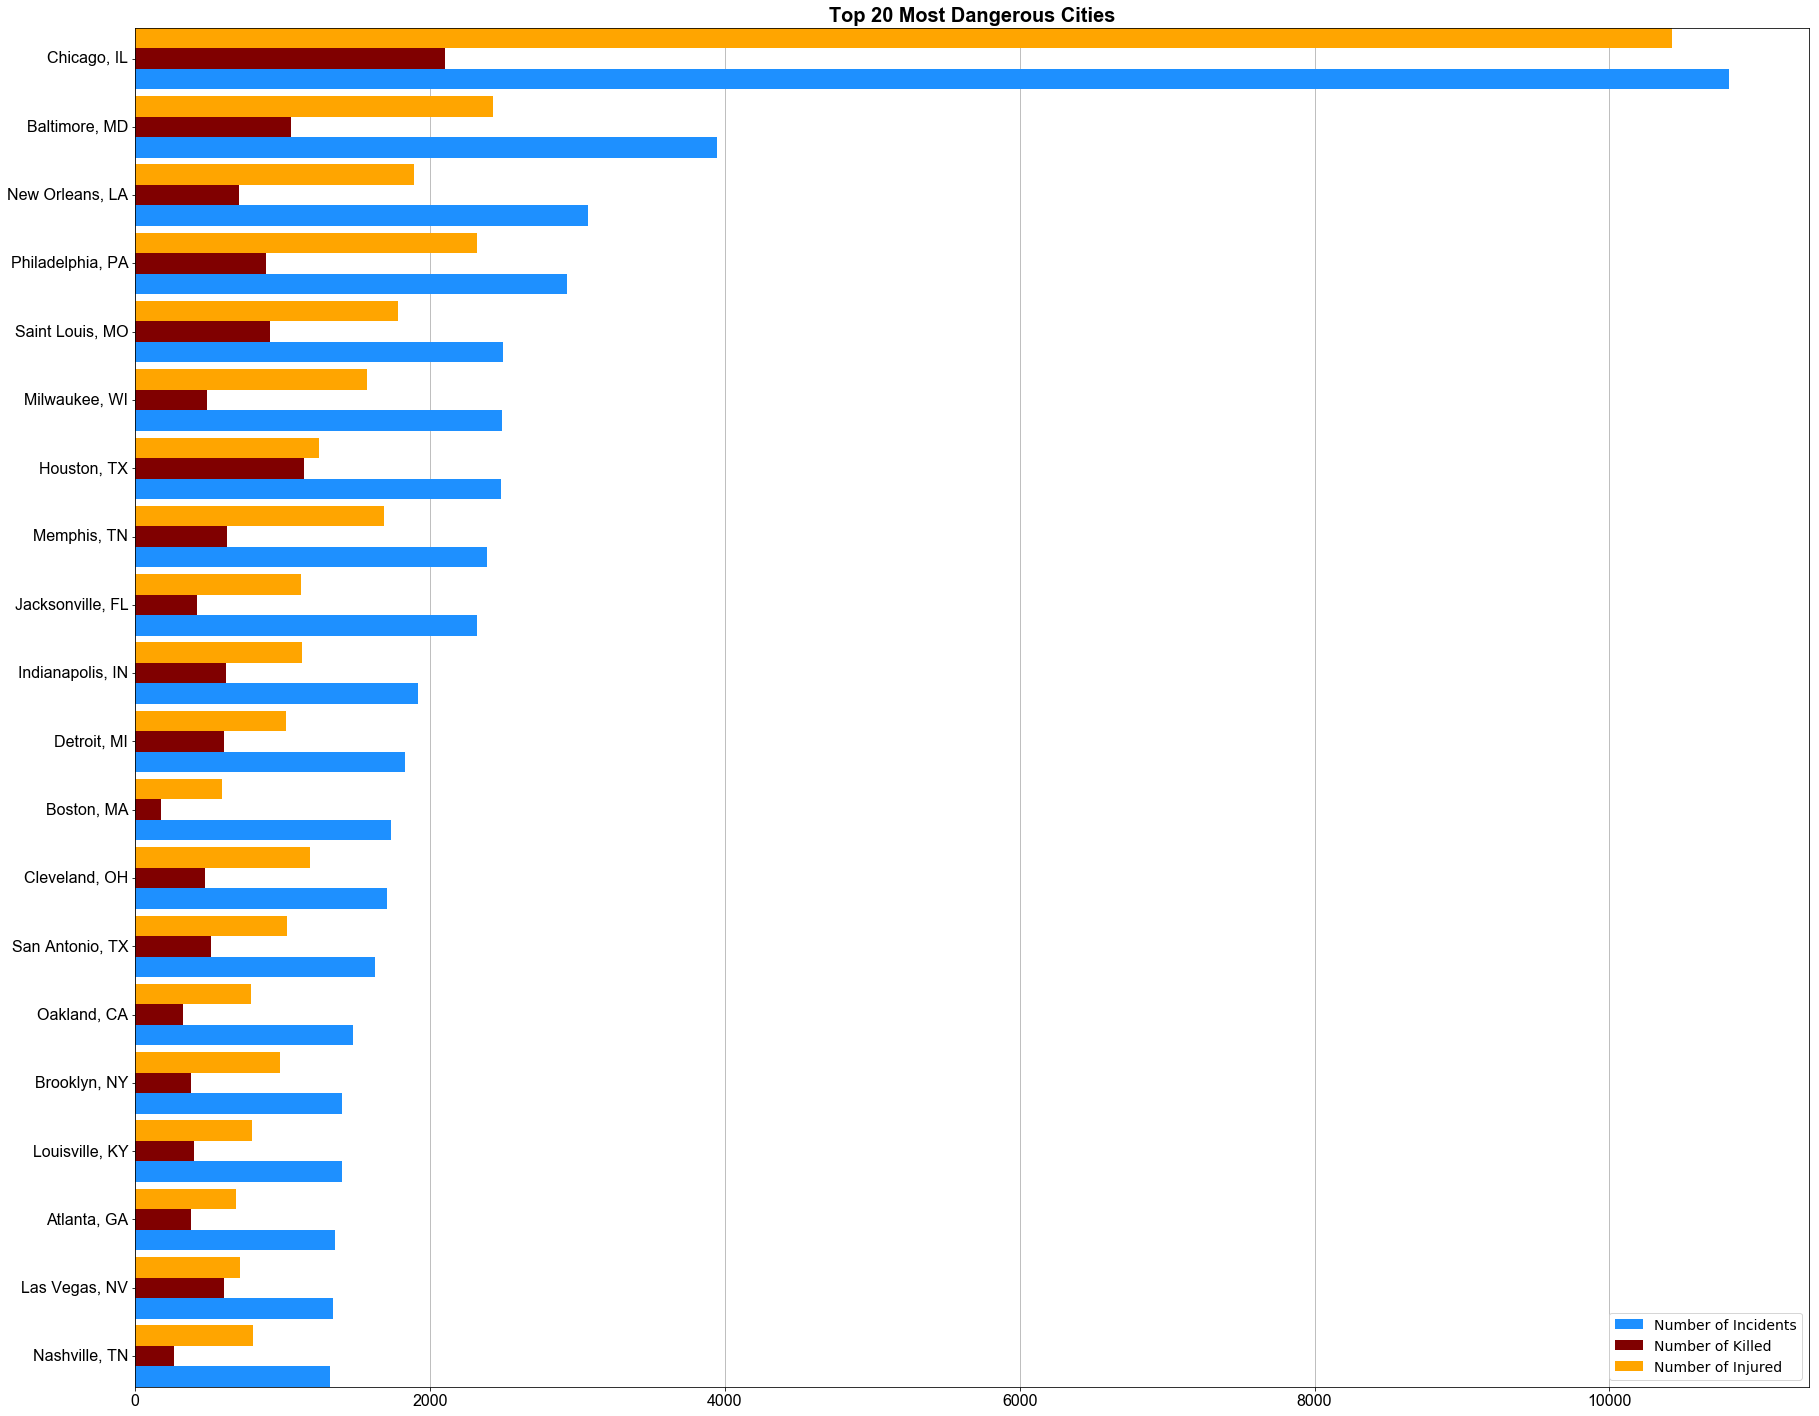 Top 20 Most Dangerous Cities
Chicago, IL
Baltimore, MD
New Orleans, LA
Philadelphia, PA
Saint Louis, MO
Milwaukee, WI
Houston, TX
Memphis, TN
Jacksonville, FL
Indianapolis, IN
Detroit, MI
Boston, MA
Cleveland, OH
San Antonio, TX
Oakland, CA
Brooklyn, NY
Louisville, KY
Atlanta, GA
Las Vegas, NV
Nashville, TN
Number of Incidents
Number of Killed
Number of Injured
0 2000 4000 6000 8000 10000